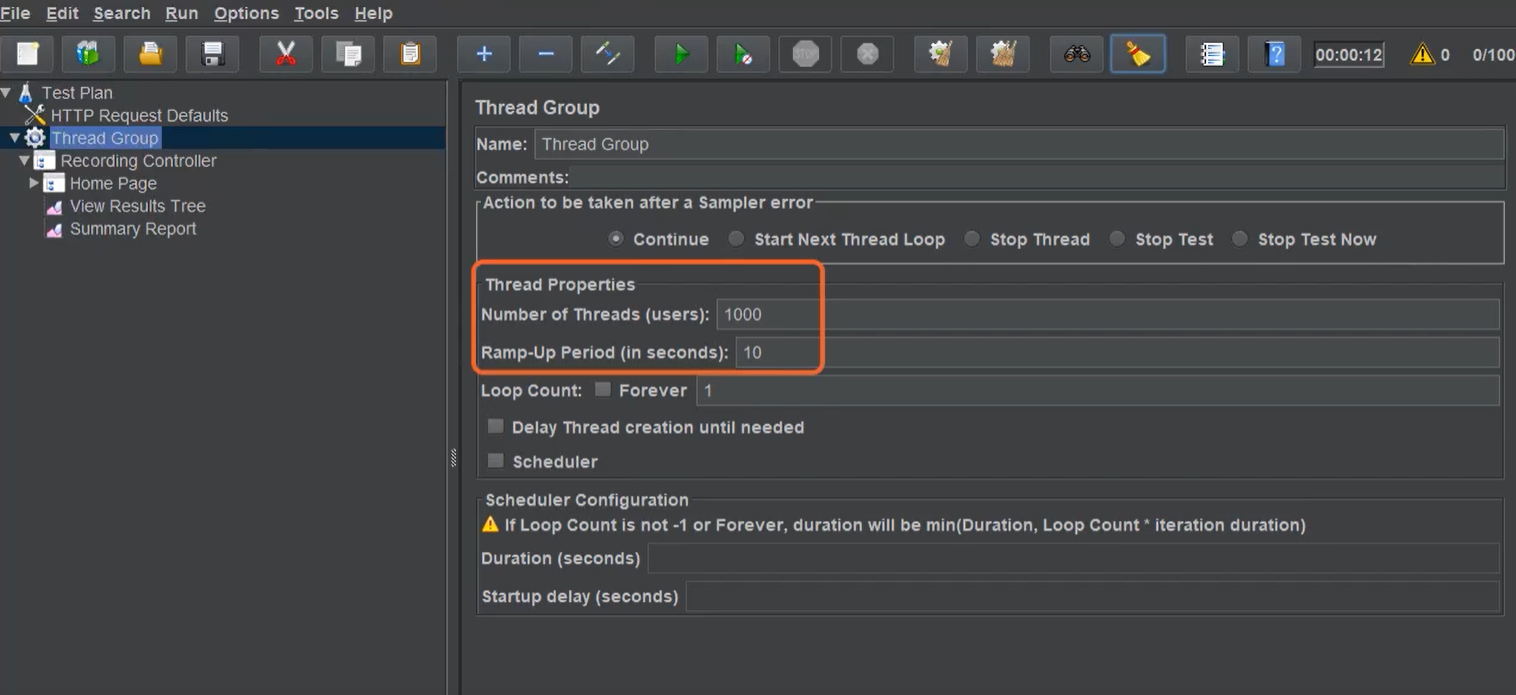 File Edit Search Run Options Tools Help
STOP 00:00:12 0 0/100
Test Plan
HTTP Request Defaults
Thread Group
Recording Controller
Home Page
View Results Tree
Summary Report
Thread Group
Name: Thread Group
Comments:
Action to be taken after a Sampler error
Continue Start Next Thread Loop Stop Thread Stop Test Stop Test Now
Thread Properties
Number of Threads (users): 1000
Ramp-Up Period (in seconds): 10
Loop Count: Forever 1
Delay Thread creation until needed
Scheduler
Scheduler Configuration
If Loop Count is not -1 or Forever, duration will be min(Duration, Loop Count * iteration duration)
Duration (seconds)
Startup delay (seconds)